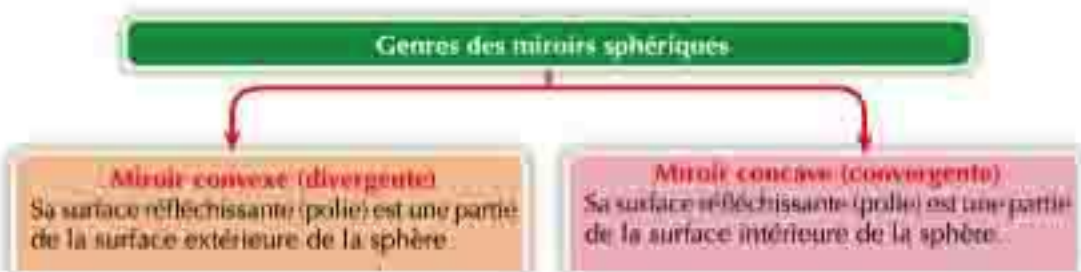 Genres des miroirs sphériques
Miroir convexe (divergente)
Sa surface réfléchissante (polie) est une partie
de la surface extérieure de la sphère
Miroir concave (convergente)
Sa surface réfléchissante (polie) est une partie
de la surface intérieure de la sphère.